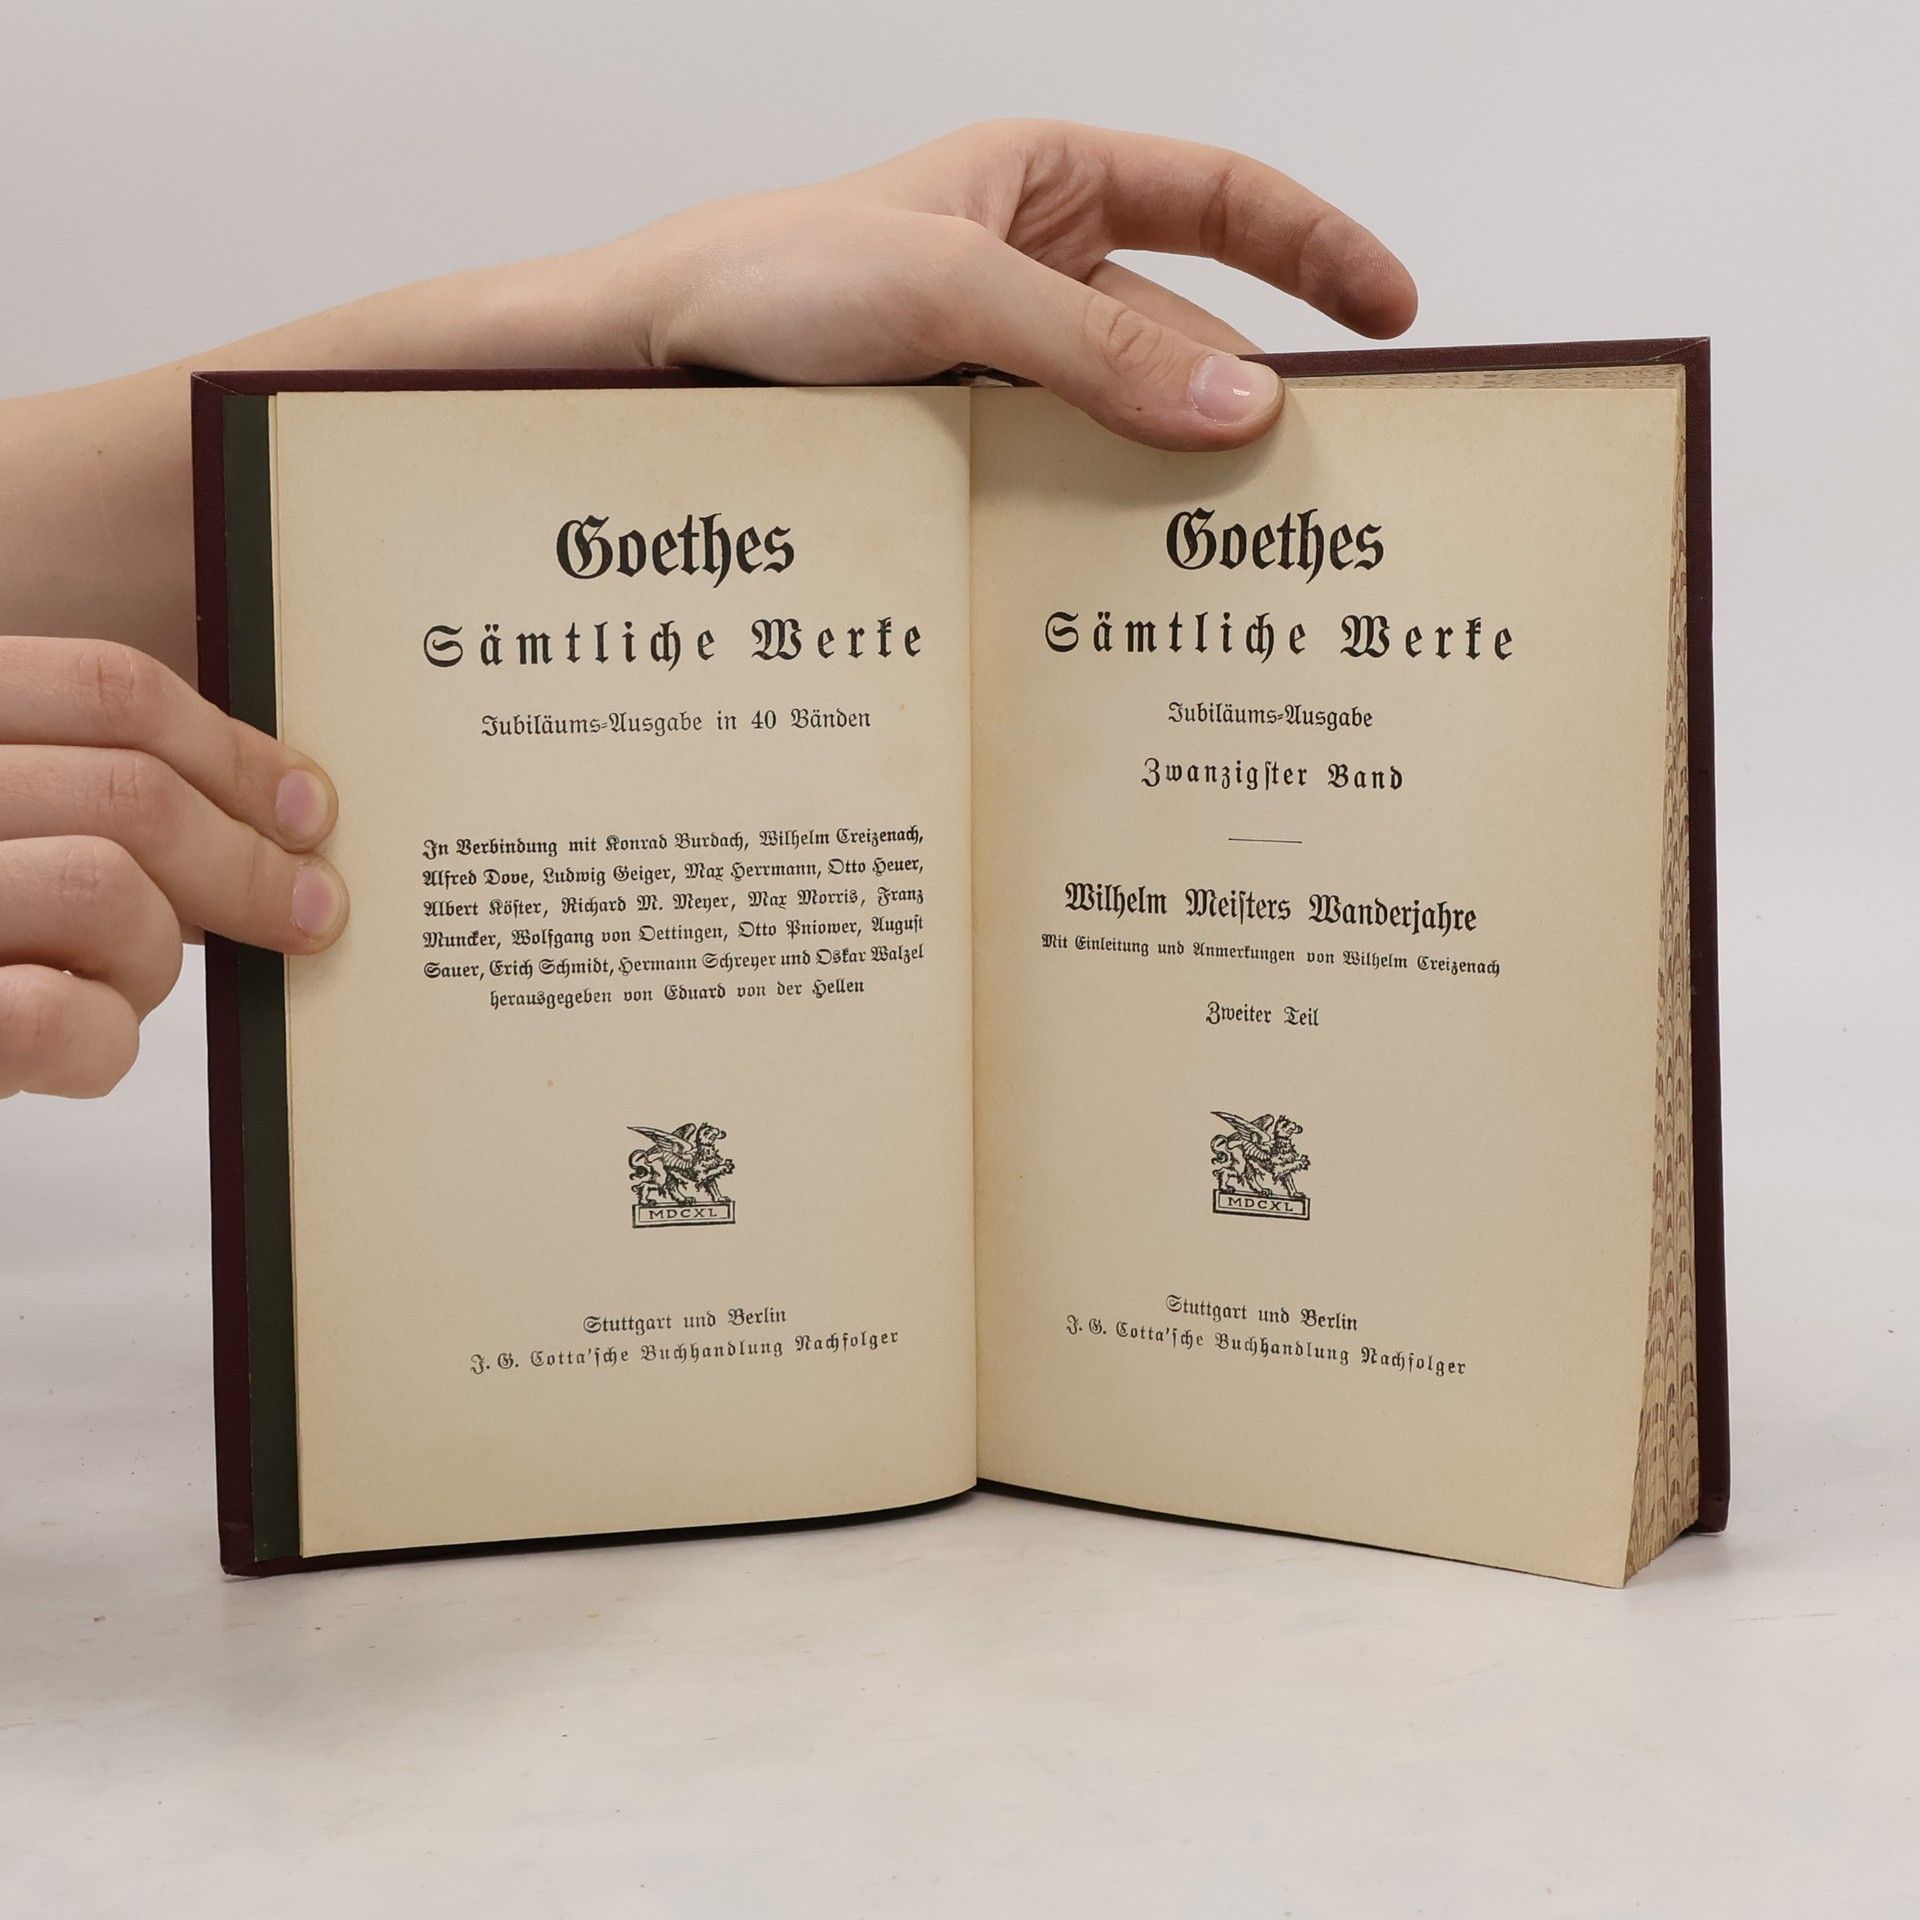 Goethes
Sämtliche Werke
Jubiläums-Ausgabe in 40 Bänden
In Verbindung mit Konrad Burdach, Wilhelm Creizenach,
Alfred Dove, Ludwig Geiger, Max Herrmann, Otto Heuer,
Albert Köster, Richard M. Meyer, Max Morris, Franz
Muncker, Wolfgang von Oettingen, Otto Pniower, August
Sauer, Erich Schmidt, Hermann Schreyer und Oskar Walzel
herausgegeben von Eduard von der Hellen
MDCXL
Stuttgart und Berlin
J. G. Cotta'sche Buchhandlung Nachfolger
Goethes
Sämtliche Werke
Jubiläums-Ausgabe
Zwanzigster Band
Wilhelm Meisters Wanderjahre
Mit Einleitung und Anmerkungen von Wilhelm Creizenach
Zweiter Teil
MDCXL
Stuttgart und Berlin
J. G. Cotta'sche Buchhandlung Nachfolger